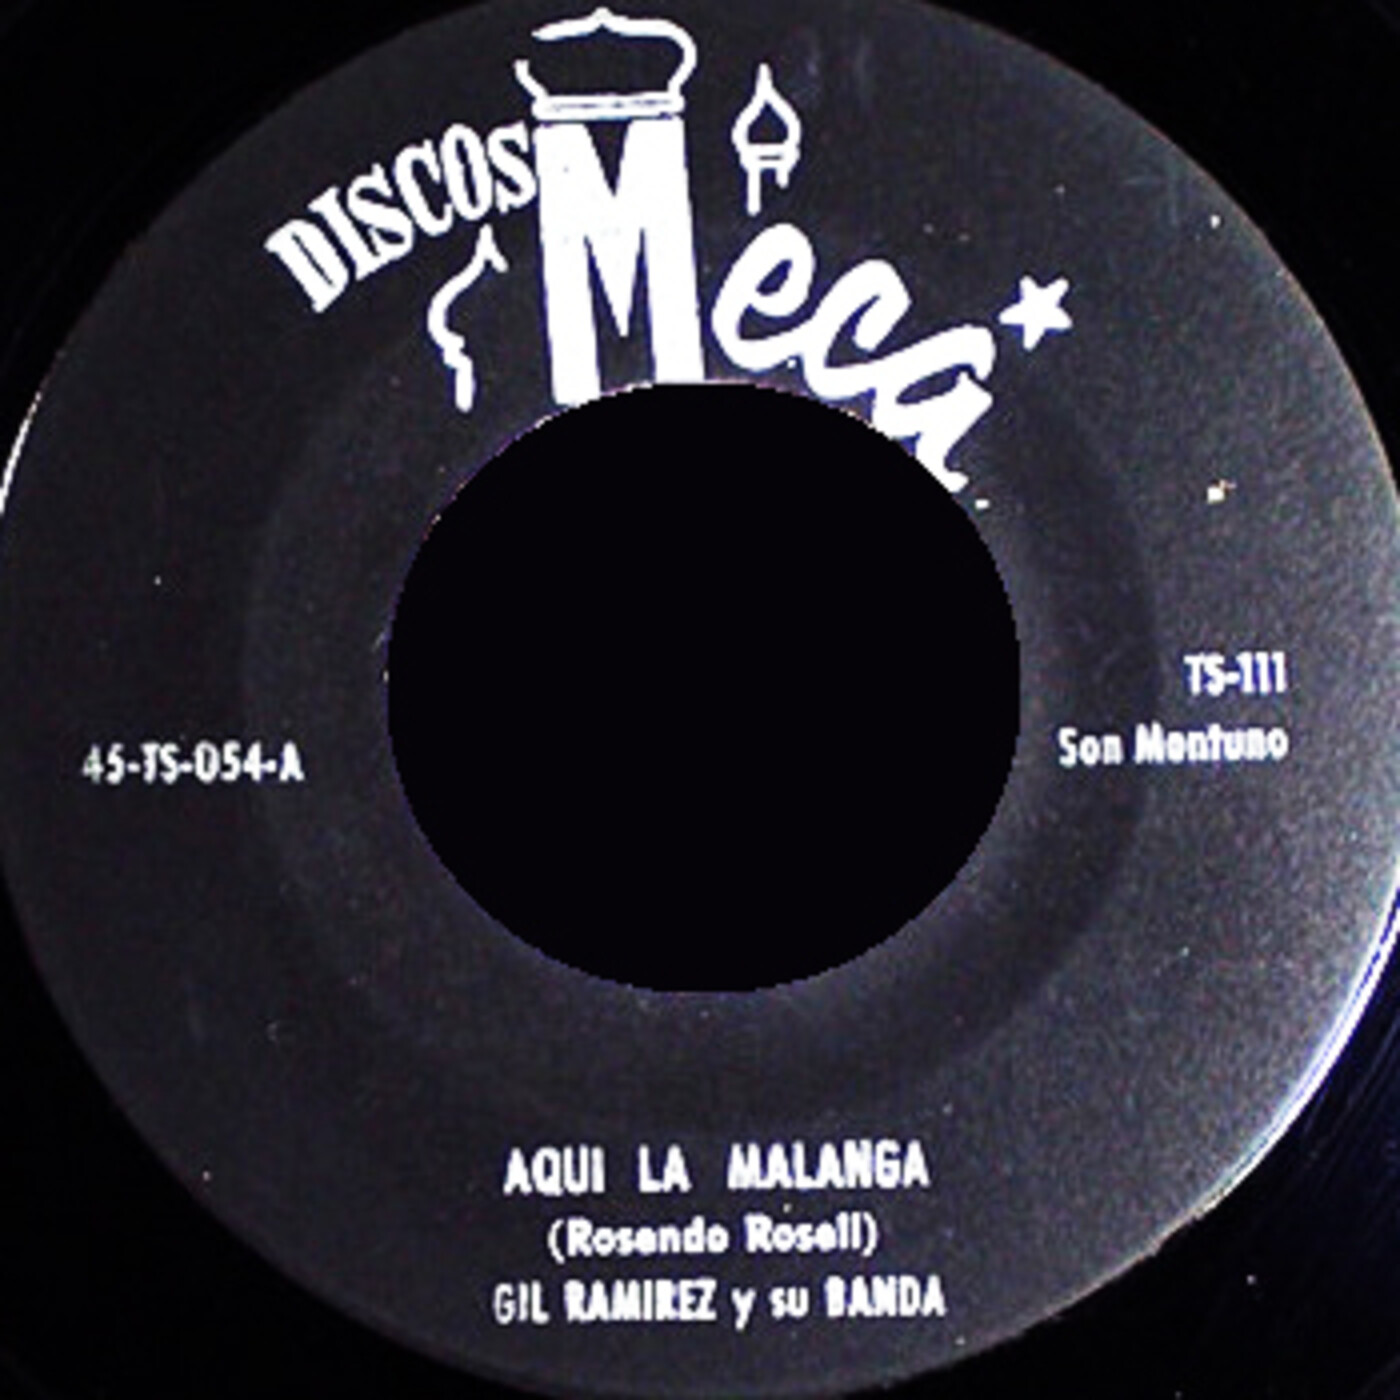 DISCOS Meca
TS-111
Son Montuno
45-TS-054-A
AQUI LA MALANGA
(Rosendo Rosell)
GIL RAMIREZ y su BANDA